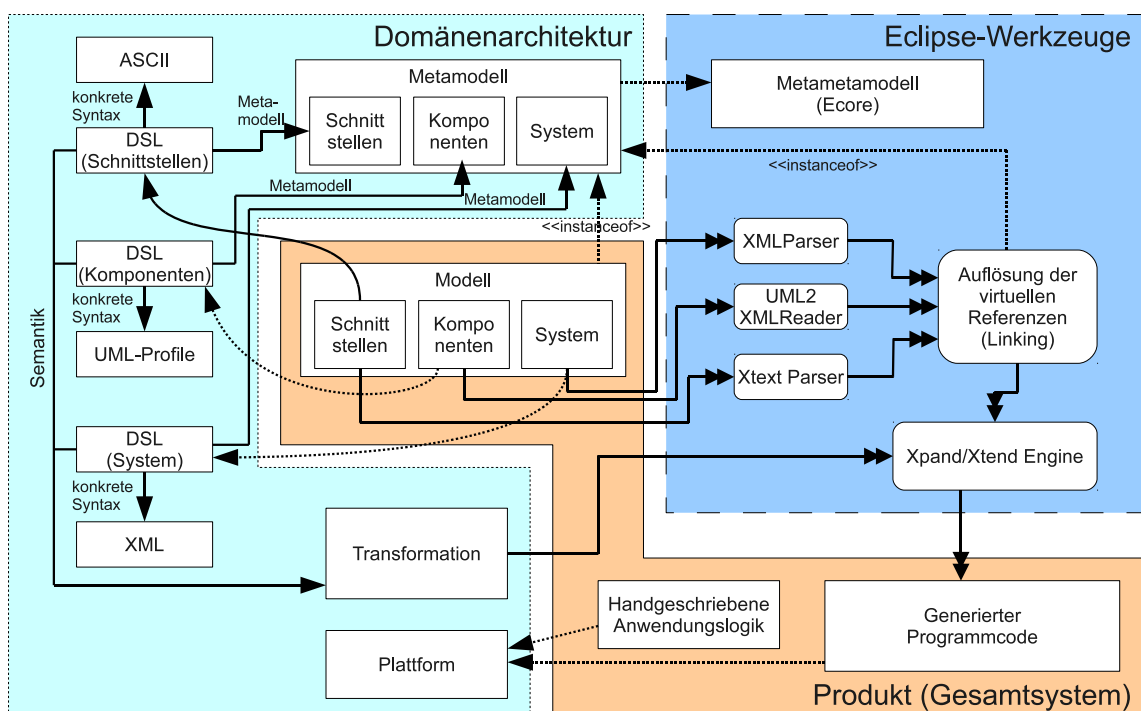 Domänenarchitektur
Eclipse-Werkzeuge
ASCII
konkrete
Syntax
DSL
(Schnittstellen)
Meta-
modell
Metamodell
Schnitt
stellen
Kompo
nenten
System
Metametamodell
(Ecore)
<<instanceof>>
Metamodell
Metamodell
<<instanceof>>
DSL
(Komponenten)
konkrete
Syntax
UML-Profile
Semantik
Modell
Schnitt
stellen
Kompo
nenten
System
XMLParser
UML2
XMLReader
Xtext Parser
Auflösung der
virtuellen
Referenzen
(Linking)
DSL
(System)
konkrete
Syntax
XML
Xpand/Xtend Engine
Transformation
Handgeschriebene
Anwendungslogik
Generierter
Programmcode
Plattform
Produkt (Gesamtsystem)